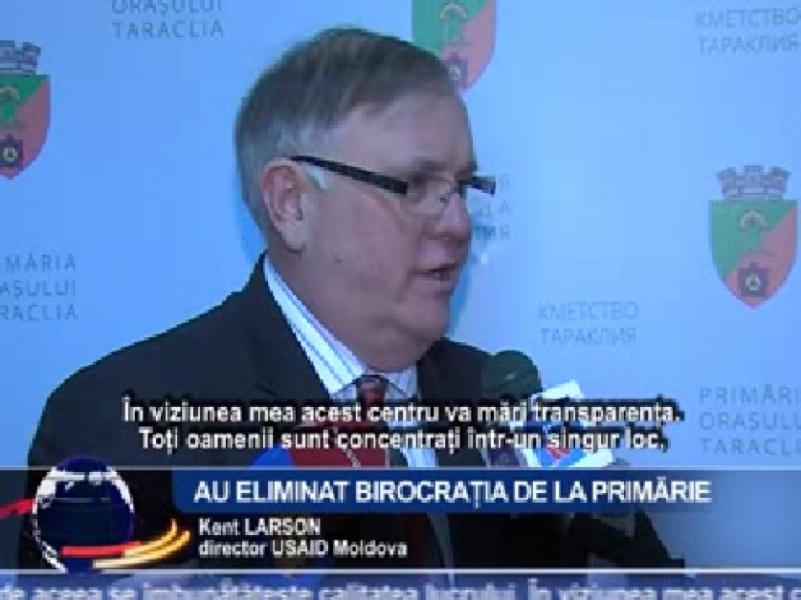 ORAȘULUI
TARACLIA
КМЕТСТВО
ТАРАКЛИЯ
PRIMĂRIA
ORAȘULUI
TARACLIA
КМЕТСТВО
ТАРАКЛИЯ
PRIMĂRI
ORAȘULU
TARACLIA
În viziunea mea acest centru va mări transparența.
Toți oamenii sunt concentrați într-un singur loc,
AU ELIMINAT BIROCRAȚIA DE LA PRIMĂRIE
Kent LARSON
director USAID Moldova
de aceea se îmbunătățește calitatea lucrului. În viziunea mea acest c